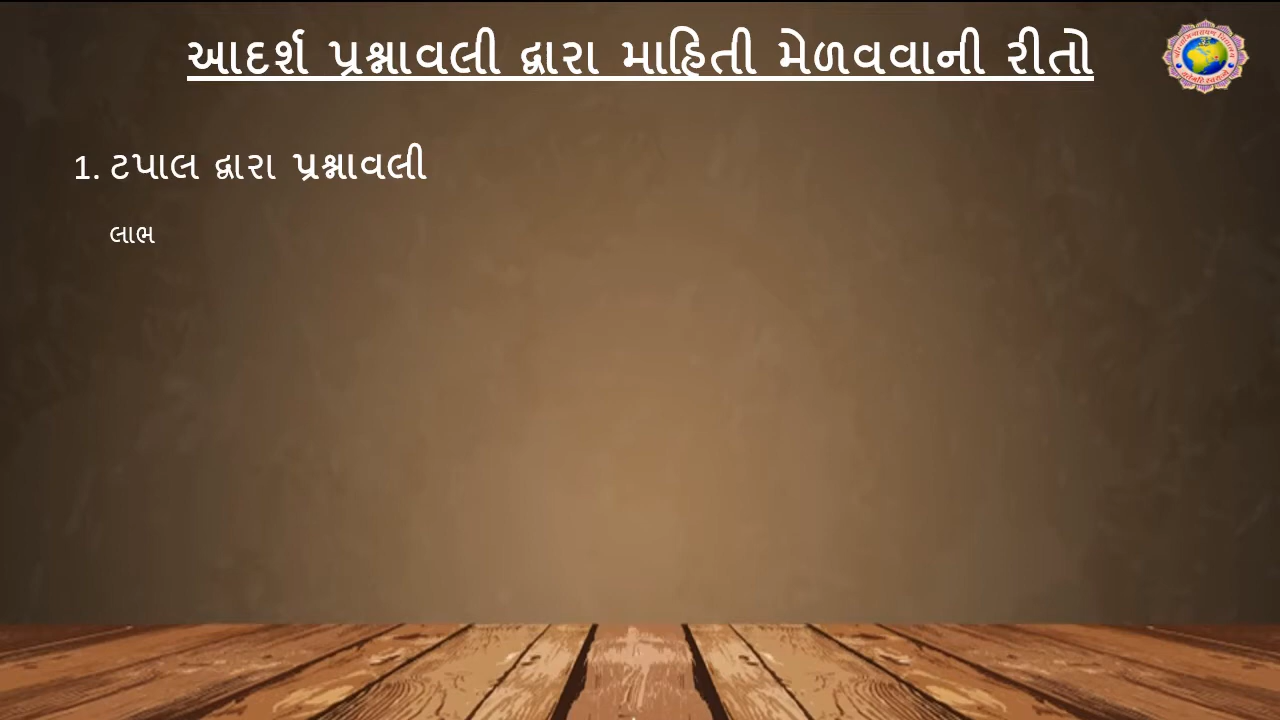 આદર્શ પ્રશ્નાવલી દ્વારા માહિતી મેળવવાની રીતો
1. ટપાલ દ્વારા પ્રશ્નાવલી
લાભ